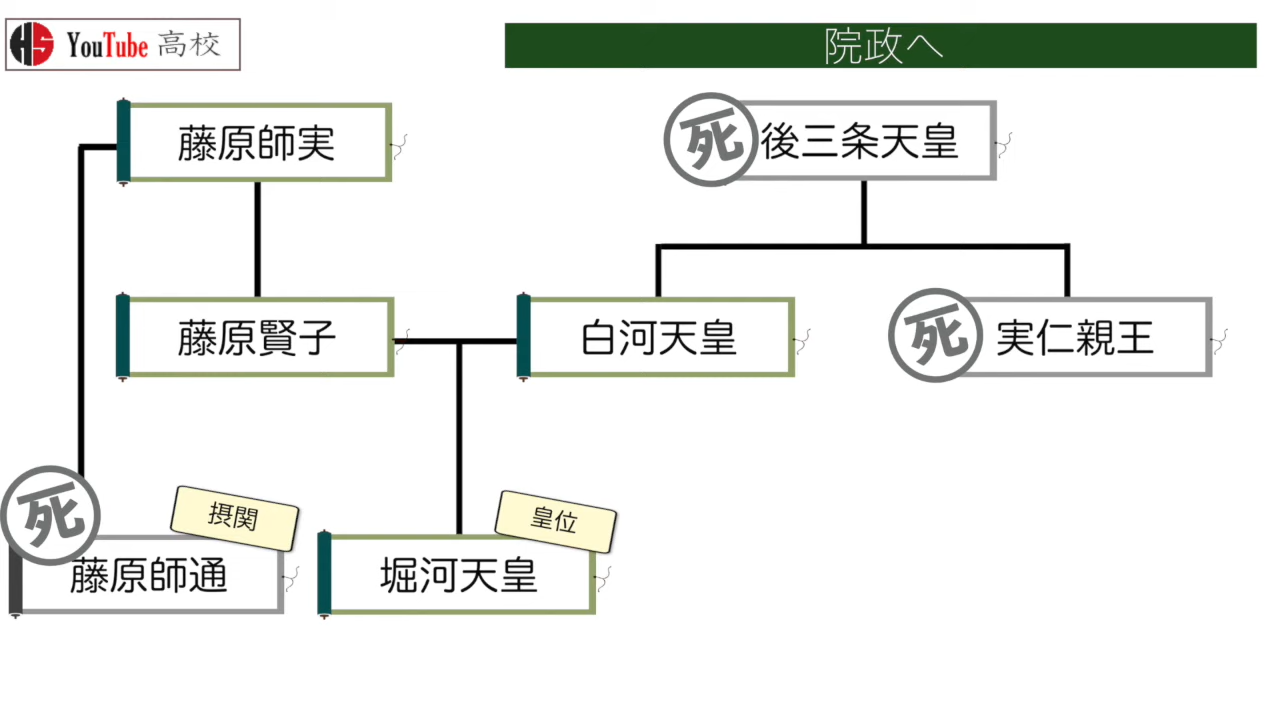 HS YouTube 高校
院政へ
藤原師実
死 後三条天皇
藤原賢子
白河天皇
死 実仁親王
死
摂関
藤原師通
皇位
堀河天皇